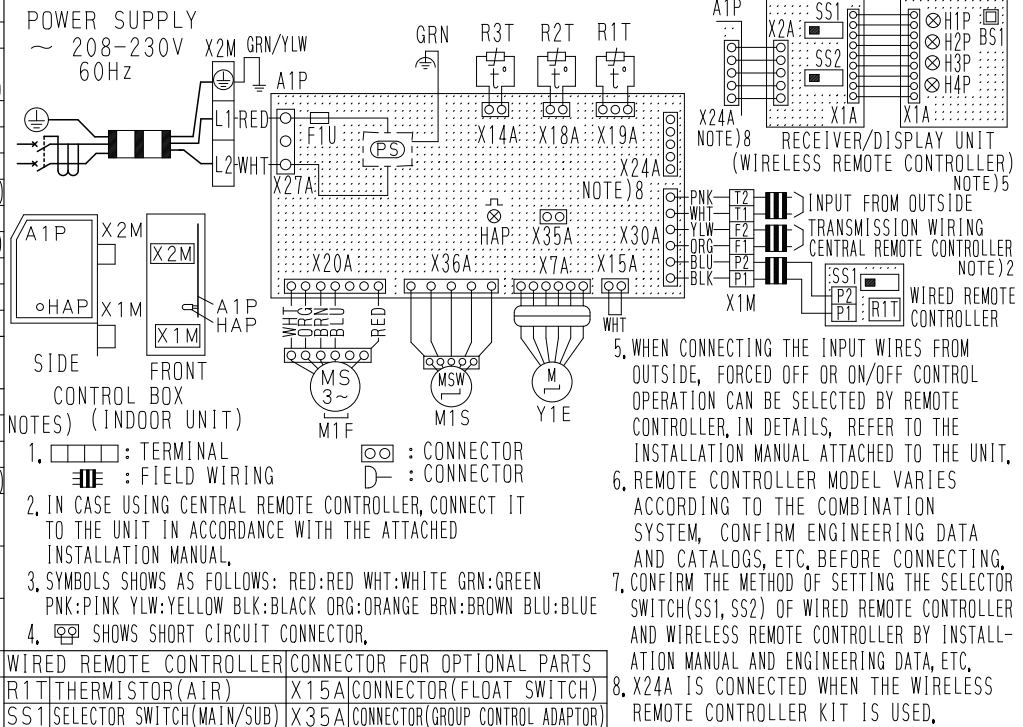 POWER SUPPLY
~ 208-230V
60Hz
X2M GRN/YLW
L1 RED
L2 WHT
A1P
F1U
PS
X27A
GRN
R3T R2T R1T
X14A X18A X19A
X24A
NOTE)8
HAP X35A X30A
X20A X36A X7A X15A
WHT ORG BRN BLU RED
WHT
MS
3~
M1F
MSW
M1S
M
Y1E
PNK T2
WHT T1
YLW F2
ORG F1
BLU P2
BLK P1
X1M
INPUT FROM OUTSIDE
NOTE)5
TRANSMISSION WIRING
CENTRAL REMOTE CONTROLLER
NOTE)2
SS1
P2
P1
R1T
WIRED REMOTE
CONTROLLER
A1P
X24A
NOTE)8
X2A
SS1
SS2
X1A
X1A
H1P
H2P
H3P
H4P
BS1
RECEIVER/DISPLAY UNIT
(WIRELESS REMOTE CONTROLLER)
A1P X2M
HAP X1M
SIDE
X2M
X1M
A1P
HAP
FRONT
CONTROL BOX
(INDOOR UNIT)
NOTES)
1. : TERMINAL : CONNECTOR
: FIELD WIRING : CONNECTOR
2. IN CASE USING CENTRAL REMOTE CONTROLLER, CONNECT IT
TO THE UNIT IN ACCORDANCE WITH THE ATTACHED
INSTALLATION MANUAL.
3. SYMBOLS SHOWS AS FOLLOWS: RED:RED WHT:WHITE GRN:GREEN
PNK:PINK YLW:YELLOW BLK:BLACK ORG:ORANGE BRN:BROWN BLU:BLUE
4. SHOWS SHORT CIRCUIT CONNECTOR.
5. WHEN CONNECTING THE INPUT WIRES FROM
OUTSIDE, FORCED OFF OR ON/OFF CONTROL
OPERATION CAN BE SELECTED BY REMOTE
CONTROLLER. IN DETAILS, REFER TO THE
INSTALLATION MANUAL ATTACHED TO THE UNIT.
6. REMOTE CONTROLLER MODEL VARIES
ACCORDING TO THE COMBINATION
SYSTEM, CONFIRM ENGINEERING DATA
AND CATALOGS, ETC. BEFORE CONNECTING.
7. CONFIRM THE METHOD OF SETTING THE SELECTOR
SWITCH(SS1, SS2) OF WIRED REMOTE CONTROLLER
AND WIRELESS REMOTE CONTROLLER BY INSTALL-
ATION MANUAL AND ENGINEERING DATA, ETC.
8. X24A IS CONNECTED WHEN THE WIRELESS
REMOTE CONTROLLER KIT IS USED.
WIRED REMOTE CONTROLLER CONNECTOR FOR OPTIONAL PARTS
R1T THERMISTOR(AIR) X15A CONNECTOR(FLOAT SWITCH)
SS1 SELECTOR SWITCH(MAIN/SUB) X35A CONNECTOR(GROUP CONTROL ADAPTOR)